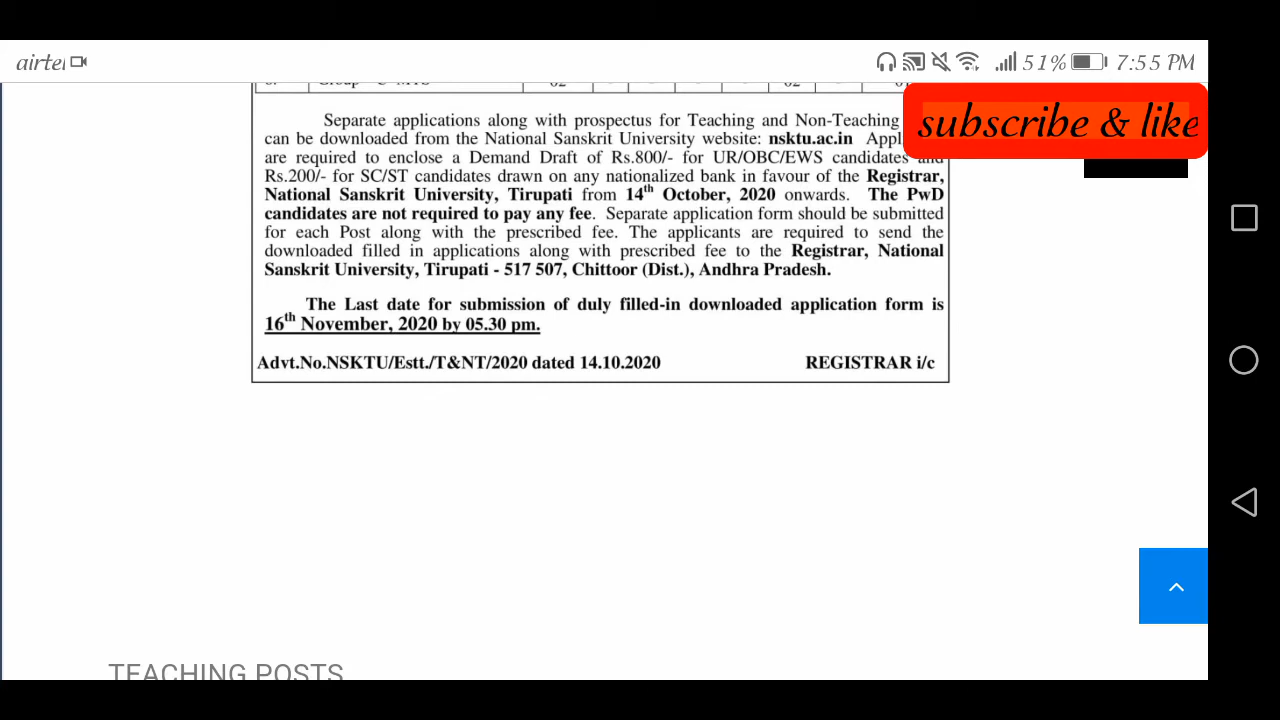 airtel
51% 7:55 PM
subscribe & like
Separate applications along with prospectus for Teaching and Non-Teaching
can be downloaded from the National Sanskrit University website: nsktu.ac.in
are required to enclose a Demand Draft of Rs.800/- for UR/OBC/EWS candidates and
Rs.200/- for SC/ST candidates drawn on any nationalized bank in favour of the Registrar,
National Sanskrit University, Tirupati from 14th October, 2020 onwards. The PwD
candidates are not required to pay any fee. Separate application form should be submitted
for each Post along with the prescribed fee. The applicants are required to send the
downloaded filled in applications along with prescribed fee to the Registrar, National
Sanskrit University, Tirupati - 517 507, Chittoor (Dist.), Andhra Pradesh.
The Last date for submission of duly filled-in downloaded application form is
16th November, 2020 by 05.30 pm.
Advt.No.NSKTU/Estt./T&NT/2020 dated 14.10.2020 REGISTRAR i/c
TEACHING POSTS